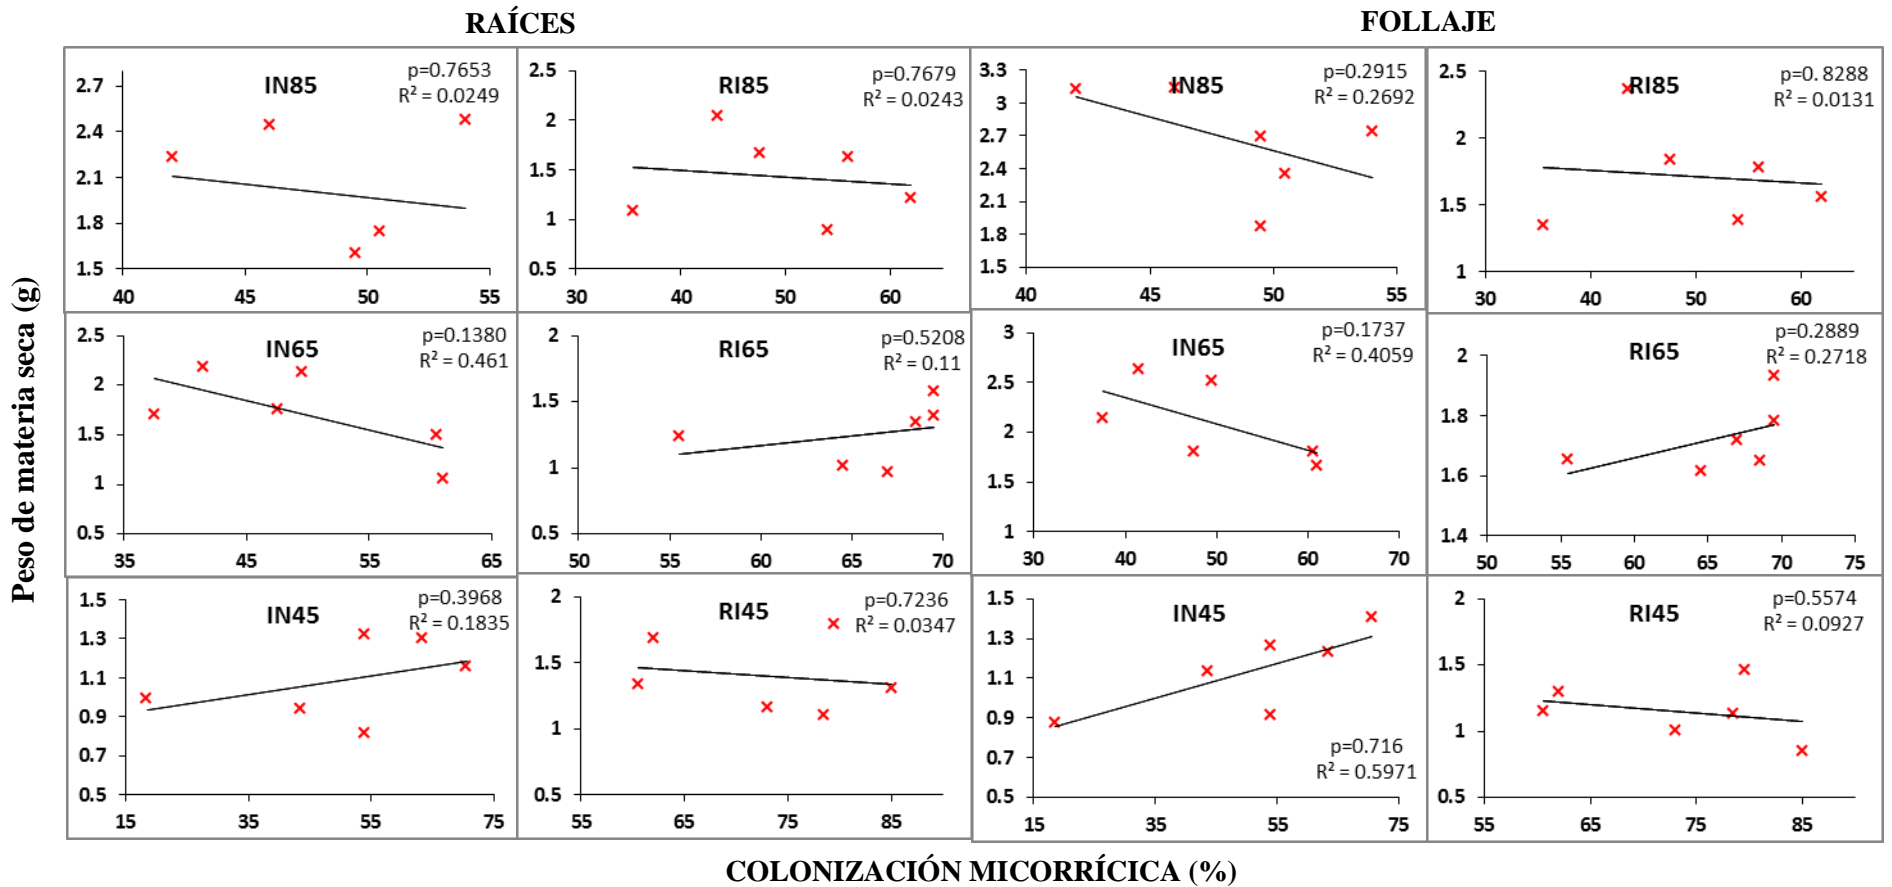 RAÍCES
FOLLAJE
Peso de materia seca (g)
IN85
p=0.7653
R² = 0.0249
2.7
2.4
2.1
1.8
1.5
40 45 50 55
RI85
p=0.7679
R² = 0.0243
2.5
2
1.5
1
0.5
30 40 50 60
IN85
p=0.2915
R² = 0.2692
3.3
3
2.7
2.4
2.1
1.8
1.5
40 45 50 55
RI85
p=0. 8288
R² = 0.0131
2.5
2
1.5
1
30 40 50 60
IN65
p=0.1380
R² = 0.461
2.5
2
1.5
1
0.5
35 45 55 65
RI65
p=0.5208
R² = 0.11
2
1.5
1
0.5
50 55 60 65 70
IN65
p=0.1737
R² = 0.4059
3
2.5
2
1.5
1
30 40 50 60 70
RI65
p=0.2889
R² = 0.2718
2
1.8
1.6
1.4
50 55 60 65 70 75
IN45
p=0.3968
R² = 0.1835
1.5
1.3
1.1
0.9
0.7
0.5
15 35 55 75
RI45
p=0.7236
R² = 0.0347
2
1.5
1
0.5
55 65 75 85
IN45
p=0.716
R² = 0.5971
1.5
1.3
1.1
0.9
0.7
0.5
15 35 55 75
RI45
p=0.5574
R² = 0.0927
2
1.5
1
0.5
55 65 75 85
COLONIZACIÓN MICORRÍCICA (%)